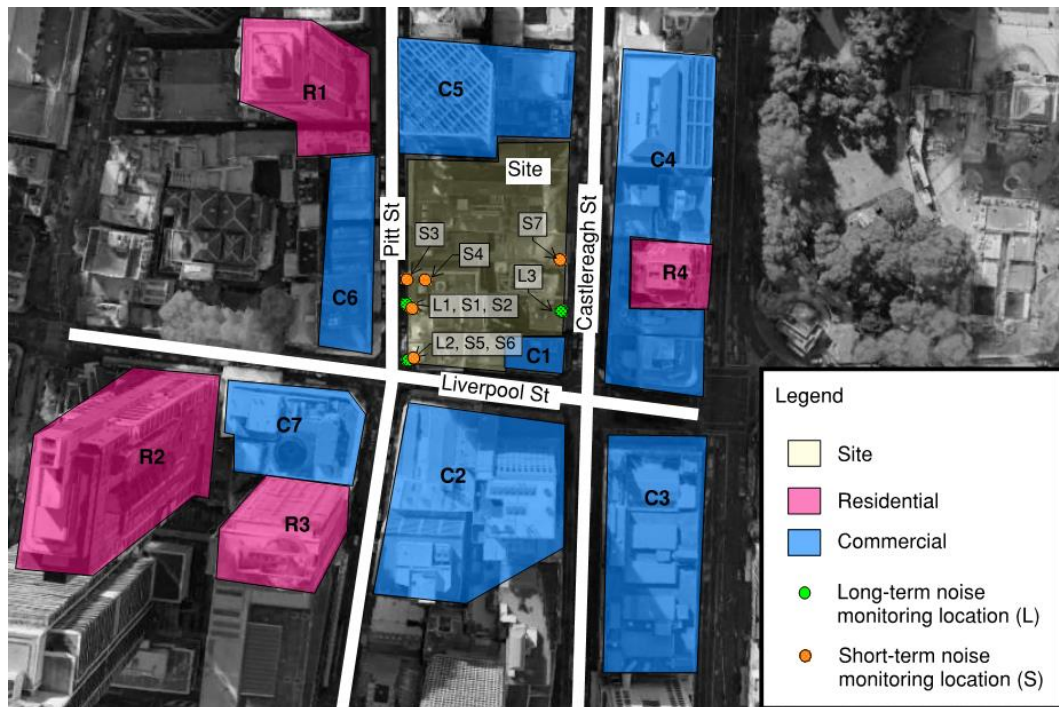 R1
C5
C4
Site
Pitt St
Castlereagh St
S7
S3
S4
L3
R4
C6
L1, S1, S2
L2, S5, S6
C1
Liverpool St
C7
R2
C2
C3
R3
Legend
Site
Residential
Commercial
Long-term noise
monitoring location (L)
Short-term noise
monitoring location (S)